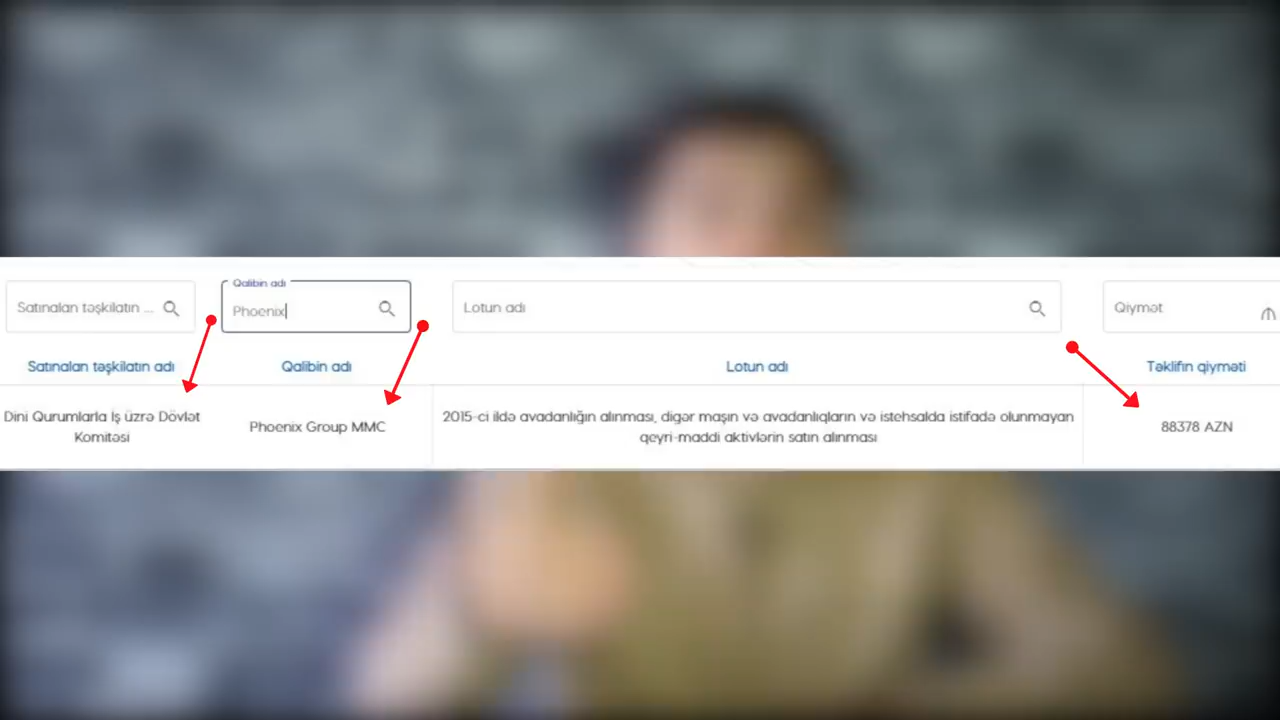 Qalibin adı
Satınalan təşkilatın ...
Phoenix
Lotun adı
Qiymət
Satınalan təşkilatın adı
Qalibin adı
Lotun adı
Təklifin qiyməti
Dini Qurumlarla İş üzrə Dövlət
Komitəsi
Phoenix Group MMC
2015-ci ildə avadanlığın alınması, digər maşın və avadanlıqların və istehsalda istifadə olunmayan
qeyri-maddi aktivlərin satın alınması
88378 AZN